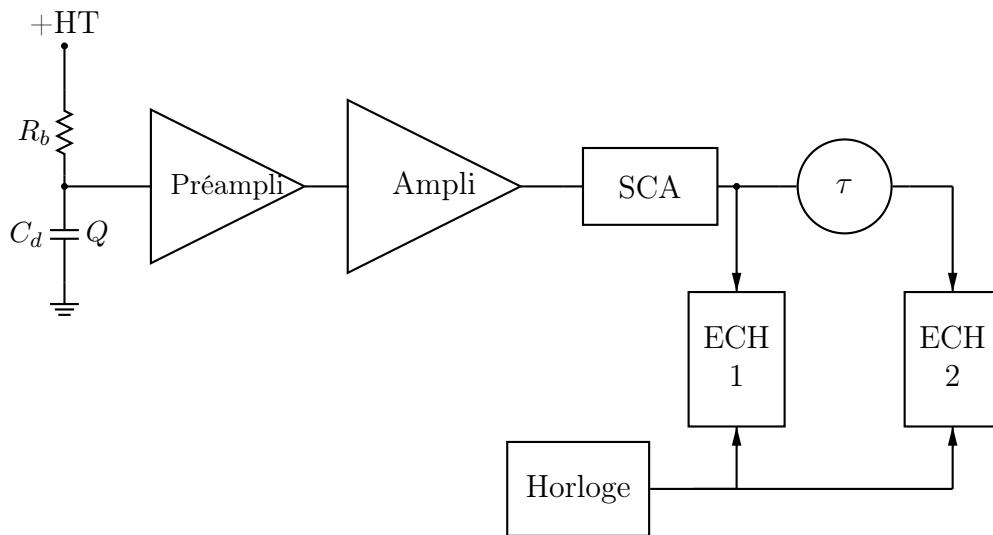 +HT
R_b
Préampli
Ampli
SCA
τ
C_d
Q
ECH
1
ECH
2
Horloge